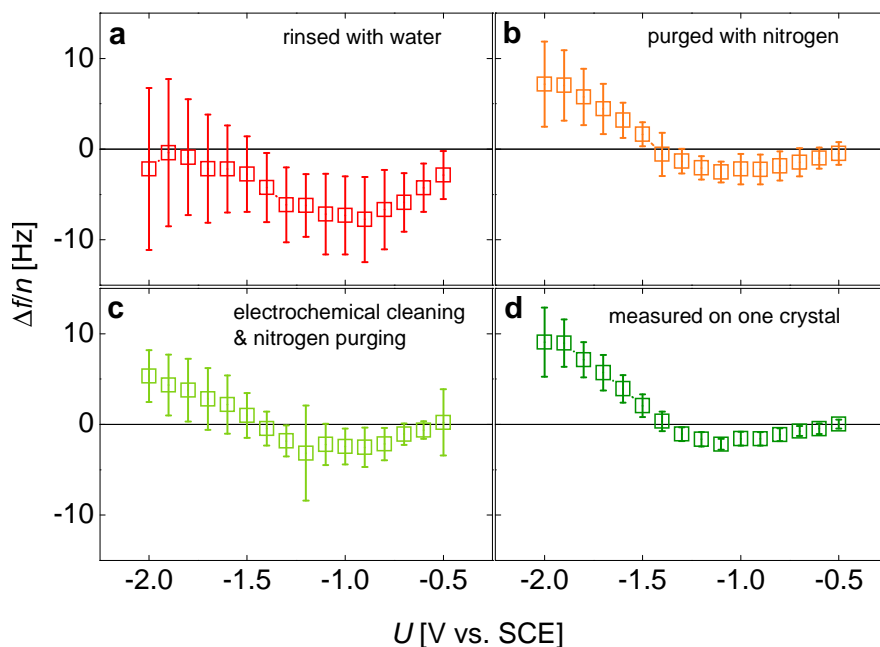 a
rinsed with water
b
purged with nitrogen
10
0
-10
c
electrochemical cleaning
& nitrogen purging
d
measured on one crystal
10
0
-10
Δf/n [Hz]
-2.0 -1.5 -1.0 -0.5 -2.0 -1.5 -1.0 -0.5
U [V vs. SCE]